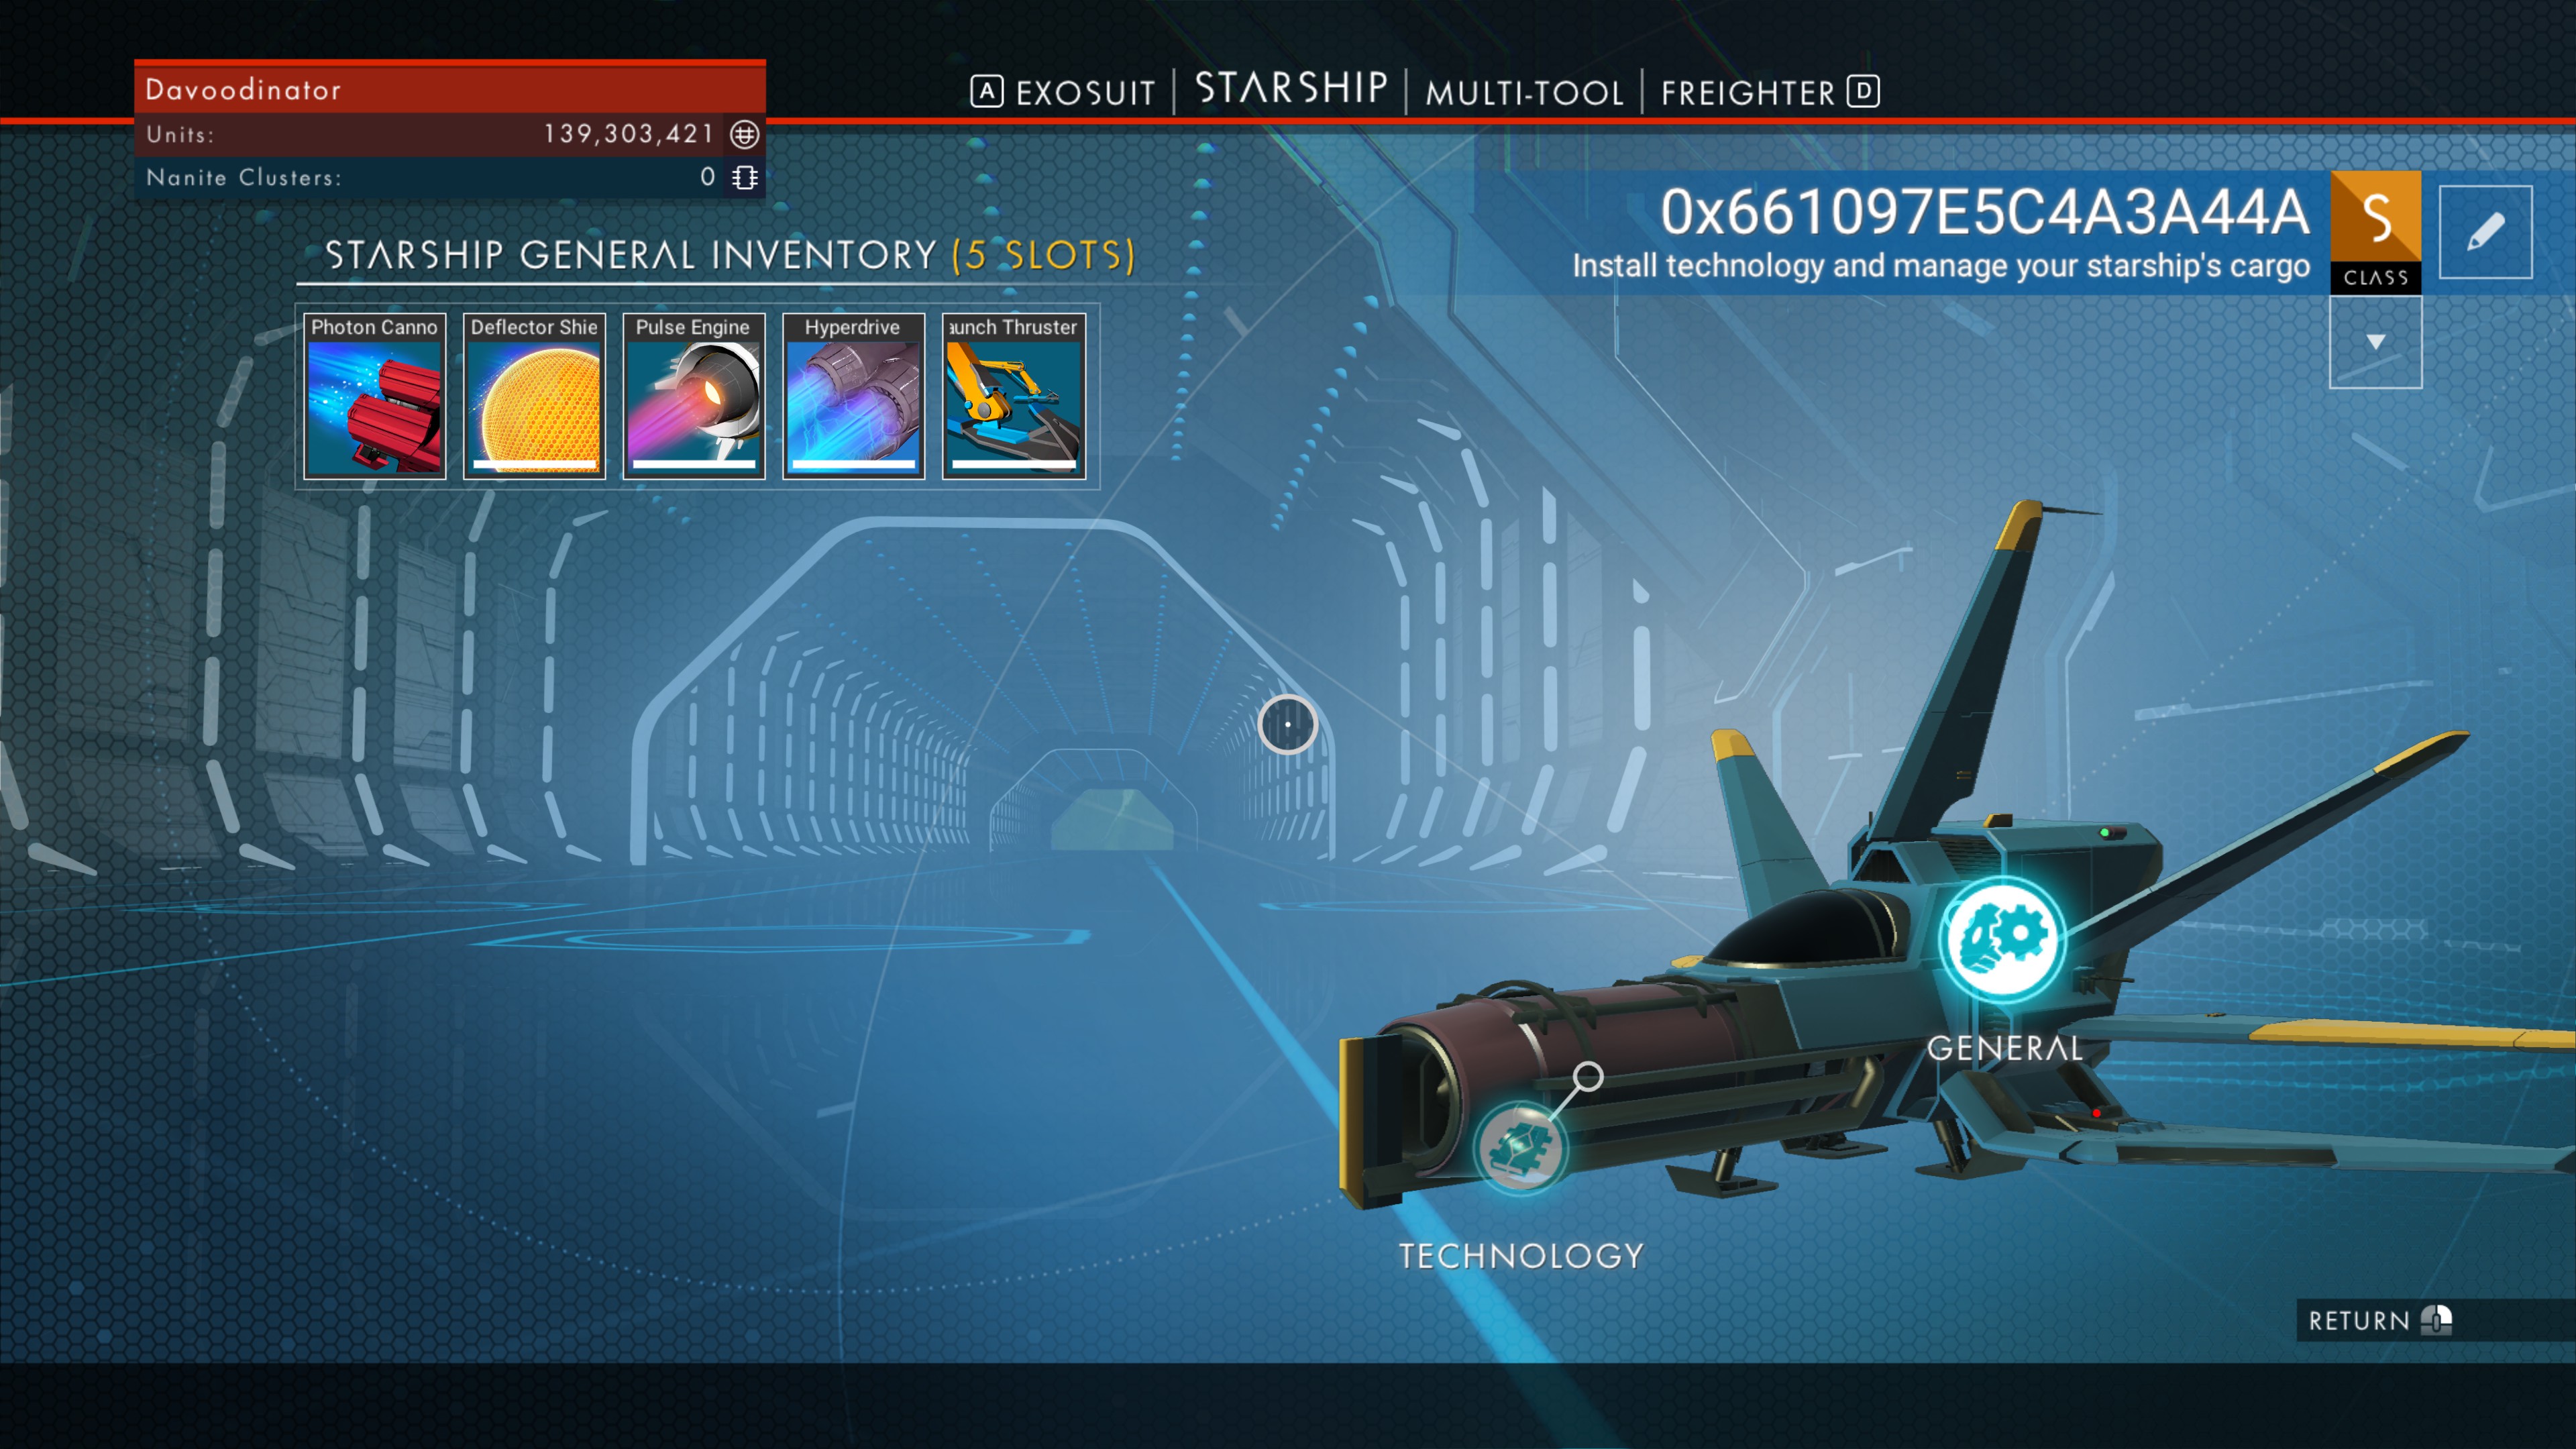 Davoodinator
Units: 139,303,421
Nanite Clusters: 0
A EXOSUIT STARSHIP MULTI-TOOL FREIGHTER D
0x661097E5C4A3A44A
Install technology and manage your starship's cargo
S
CLASS
STARSHIP GENERAL INVENTORY (5 SLOTS)
Photon Canno Deflector Shie Pulse Engine Hyperdrive aunch Thruster
GENERAL
TECHNOLOGY
RETURN